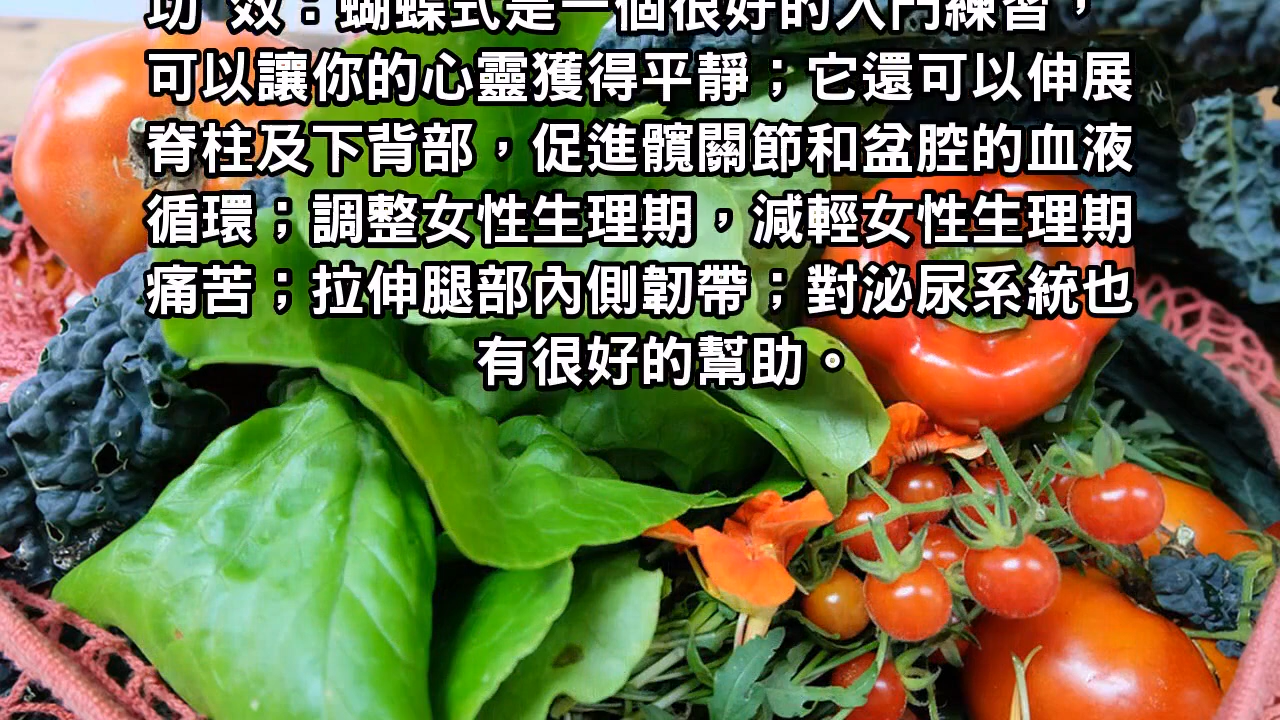 功 效：蝴蝶式是一個很好的入門練習，
可以讓你的心靈獲得平靜；它還可以伸展
脊柱及下背部，促進髖關節和盆腔的血液
循環；調整女性生理期，減輕女性生理期
痛苦；拉伸腿部內側韌帶；對泌尿系統也
有很好的幫助。